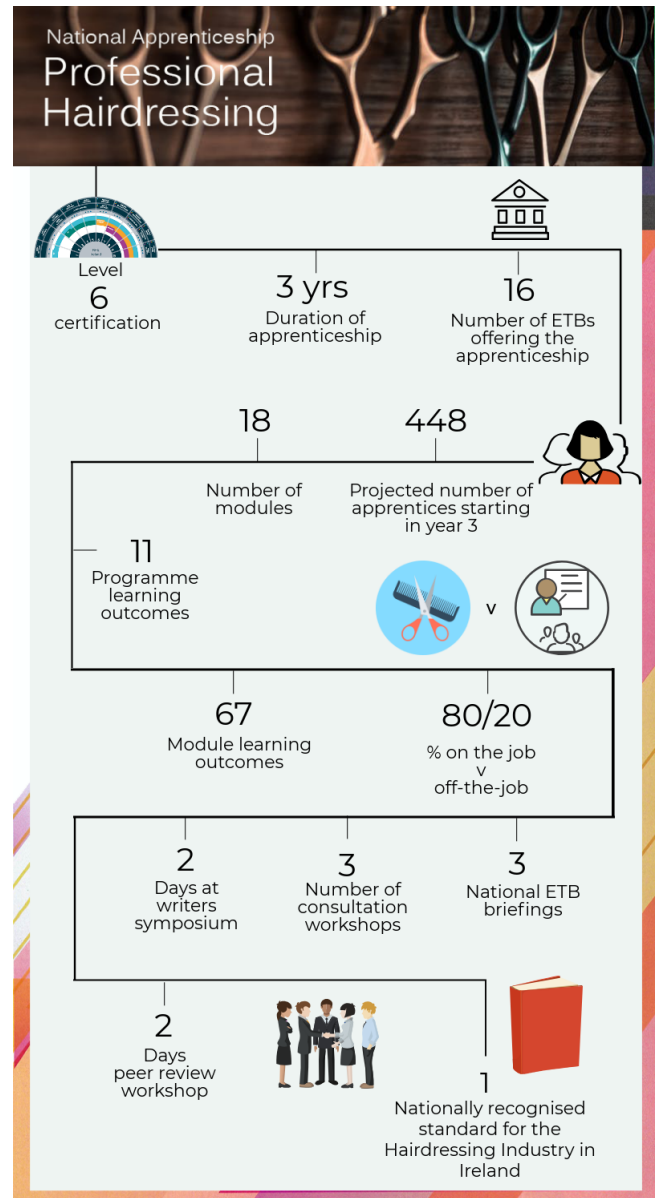 National Apprenticeship
Professional
Hairdressing
Level
6
certification
3 yrs
Duration of
apprenticeship
16
Number of ETBs
offering the
apprenticeship
18
Number of
modules
448
Projected number of
apprentices starting
in year 3
11
Programme
learning
outcomes
v
67
Module learning
outcomes
80/20
% on the job
v
off-the-job
2
Days at
writers
symposium
3
Number of
consultation
workshops
3
National ETB
briefings
2
Days
peer review
workshop
1
Nationally recognised
standard for the
Hairdressing Industry in
Ireland